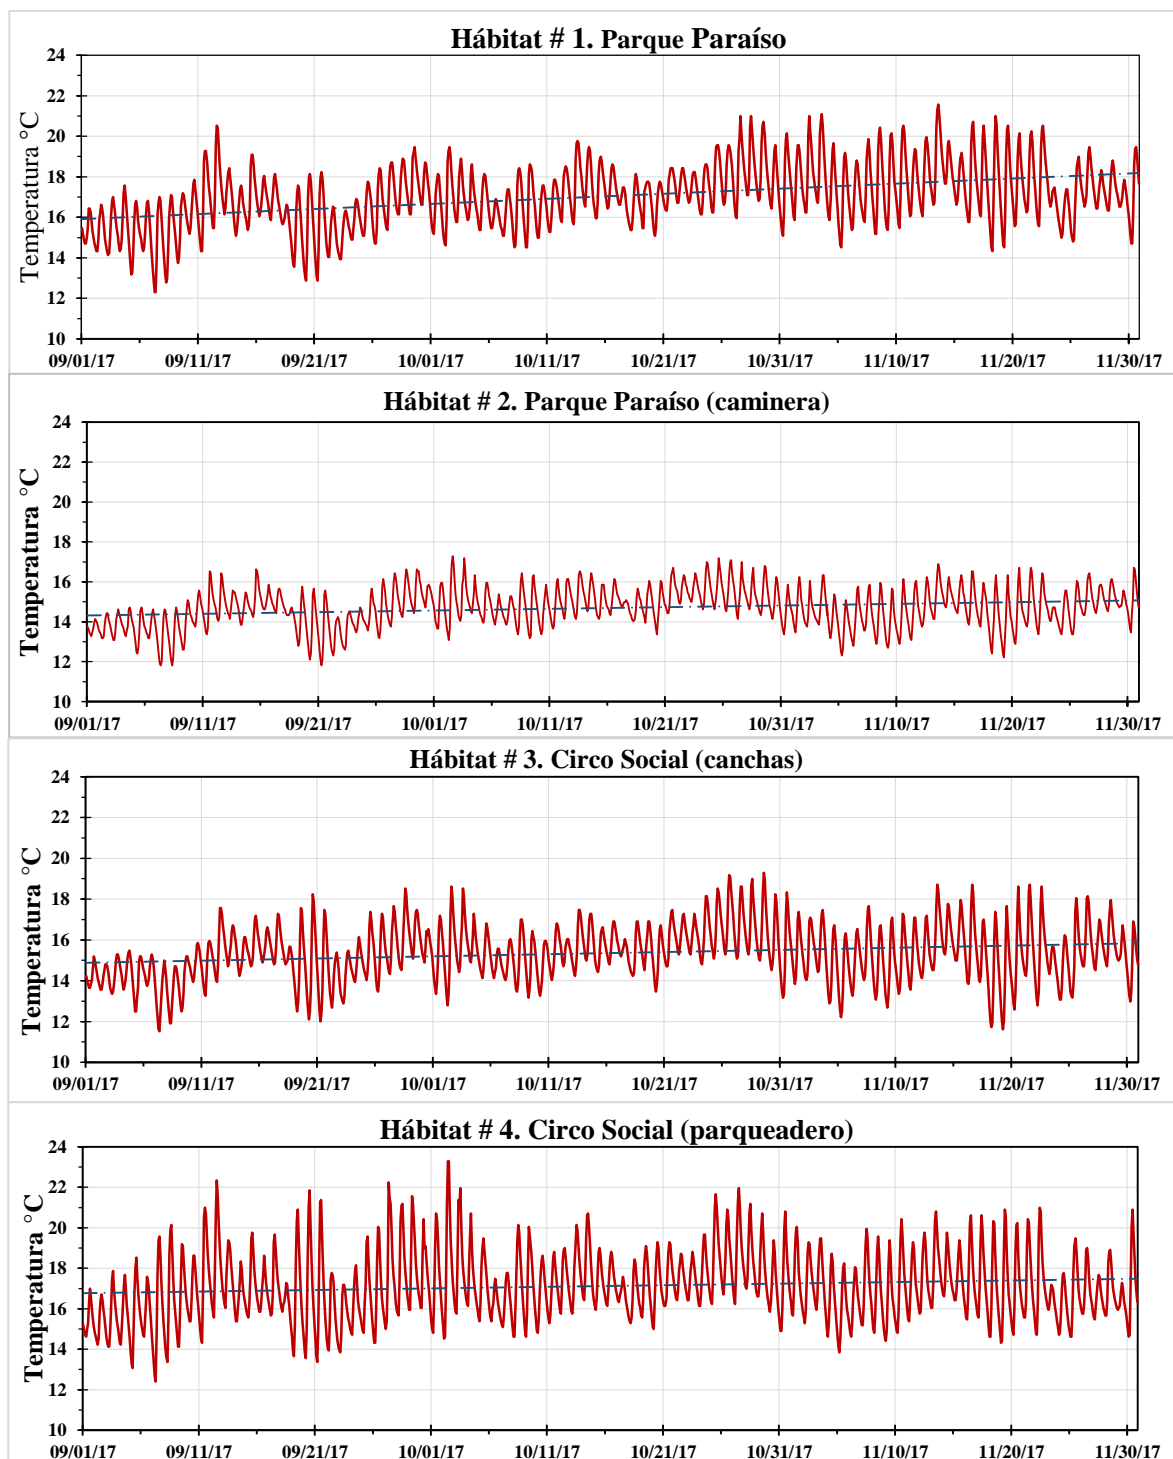 Hábitat # 1. Parque Paraíso
Temperatura °C
24
22
20
18
16
14
12
10
09/01/17 09/11/17 09/21/17 10/01/17 10/11/17 10/21/17 10/31/17 11/10/17 11/20/17 11/30/17
Hábitat # 2. Parque Paraíso (caminera)
Temperatura °C
24
22
20
18
16
14
12
10
09/01/17 09/11/17 09/21/17 10/01/17 10/11/17 10/21/17 10/31/17 11/10/17 11/20/17 11/30/17
Hábitat # 3. Circo Social (canchas)
Temperatura °C
24
22
20
18
16
14
12
10
09/01/17 09/11/17 09/21/17 10/01/17 10/11/17 10/21/17 10/31/17 11/10/17 11/20/17 11/30/17
Hábitat # 4. Circo Social (parqueadero)
Temperatura °C
24
22
20
18
16
14
12
10
09/01/17 09/11/17 09/21/17 10/01/17 10/11/17 10/21/17 10/31/17 11/10/17 11/20/17 11/30/17